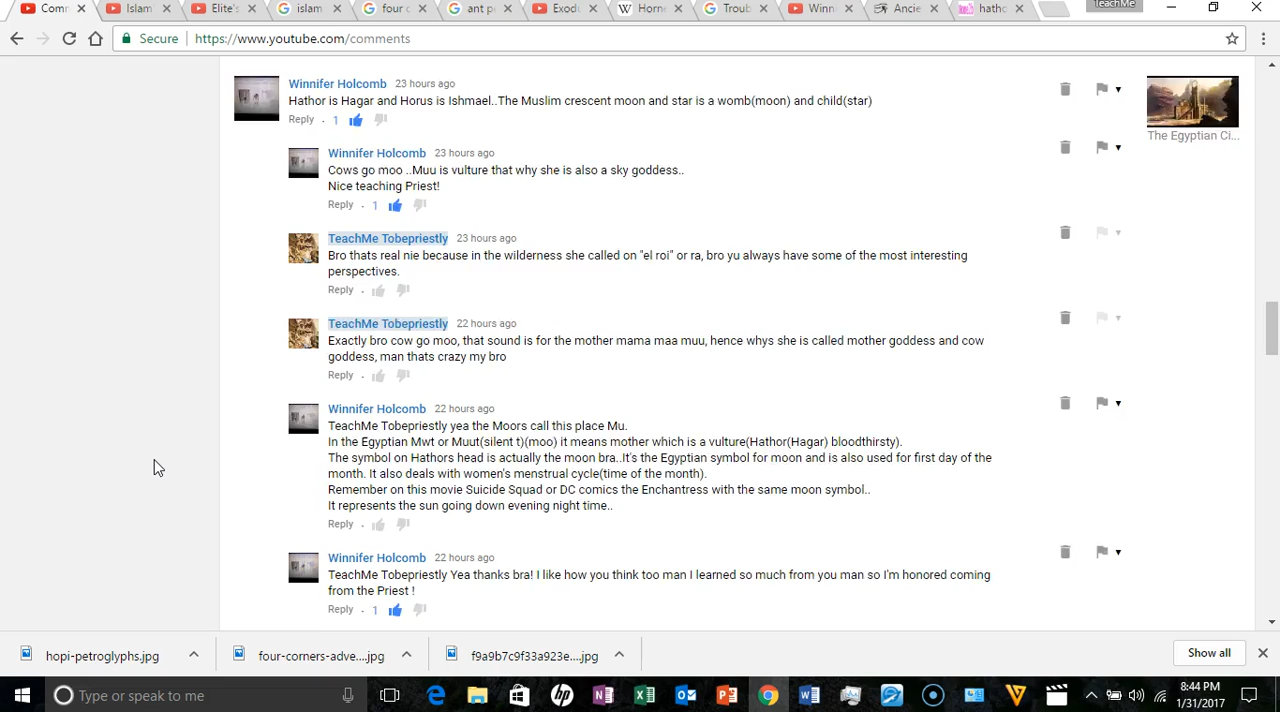 Com
Islam
Elite's
islam
four c
ant p
Exodu
Horne
Troub
Winn
Ancie
hatho
TeachMe
Secure
https://www.youtube.com/comments
Winnifer Holcomb 23 hours ago
Hathor is Hagar and Horus is Ishmael..The Muslim crescent moon and star is a womb(moon) and child(star)
Reply . 1
The Egyptian Ci...
Winnifer Holcomb 23 hours ago
Cows go moo ..Muu is vulture that why she is also a sky goddess..
Nice teaching Priest!
Reply . 1
TeachMe Tobepriestly 23 hours ago
Bro thats real nie because in the wilderness she called on "el roi" or ra, bro yu always have some of the most interesting
perspectives.
Reply .
TeachMe Tobepriestly 22 hours ago
Exactly bro cow go moo, that sound is for the mother mama maa muu, hence whys she is called mother goddess and cow
goddess, man thats crazy my bro
Reply .
Winnifer Holcomb 22 hours ago
TeachMe Tobepriestly yea the Moors call this place Mu.
In the Egyptian Mwt or Muut(silent t)(moo) it means mother which is a vulture(Hathor(Hagar) bloodthirsty).
The symbol on Hathors head is actually the moon bra..It's the Egyptian symbol for moon and is also used for first day of the
month. It also deals with women's menstrual cycle(time of the month).
Remember on this movie Suicide Squad or DC comics the Enchantress with the same moon symbol..
It represents the sun going down evening night time..
Reply .
Winnifer Holcomb 22 hours ago
TeachMe Tobepriestly Yea thanks bra! I like how you think too man I learned so much from you man so I'm honored coming
from the Priest !
Reply . 1
hopi-petroglyphs.jpg
four-corners-adve....jpg
f9a9b7c9f33a923e....jpg
Show all
Type or speak to me
8:44 PM
1/31/2017